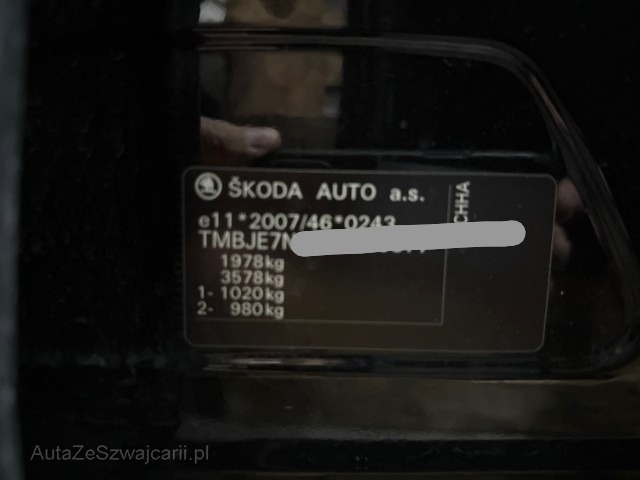 ŠKODA AUTO a.s.
e11*2007/46*0243
TMBJE7N
1978kg
3578kg
1- 1020kg
2- 980kg
CHHA
AutaZeSzwajcarii.pl